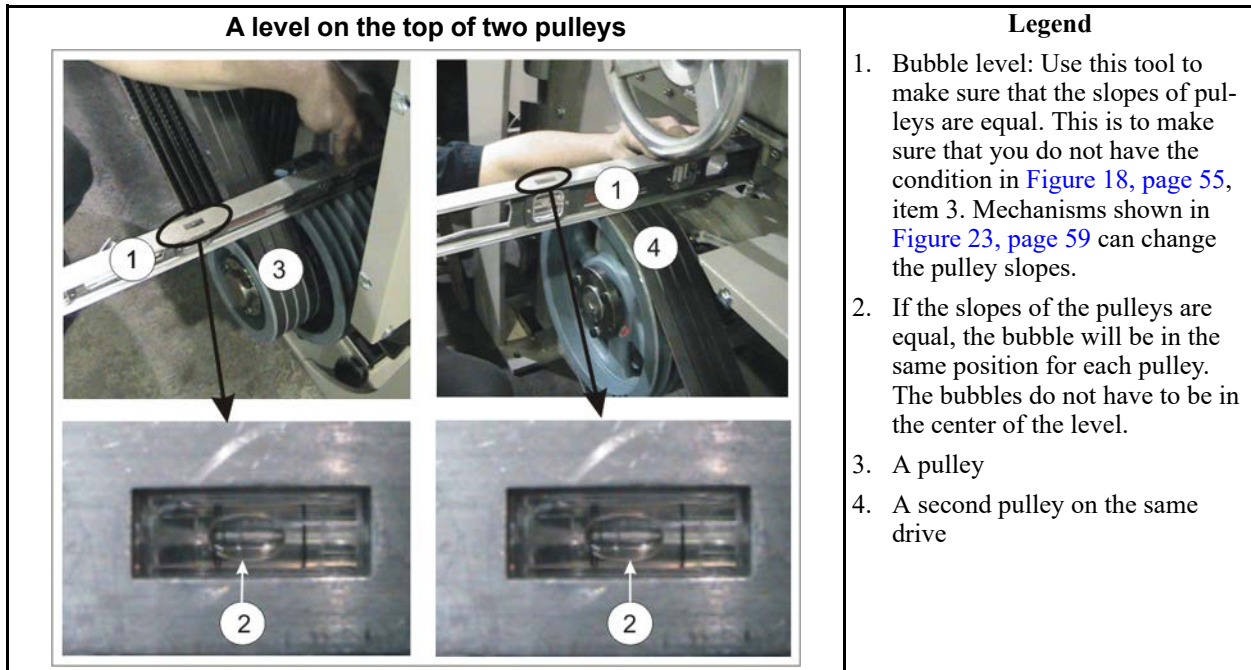 A level on the top of two pulleys
1
3
1
4
2
2
Legend
1. Bubble level: Use this tool to
make sure that the slopes of pul-
leys are equal. This is to make
sure that you do not have the
condition in Figure 18, page 55,
item 3. Mechanisms shown in
Figure 23, page 59 can change
the pulley slopes.
2. If the slopes of the pulleys are
equal, the bubble will be in the
same position for each pulley.
The bubbles do not have to be in
the center of the level.
3. A pulley
4. A second pulley on the same
drive